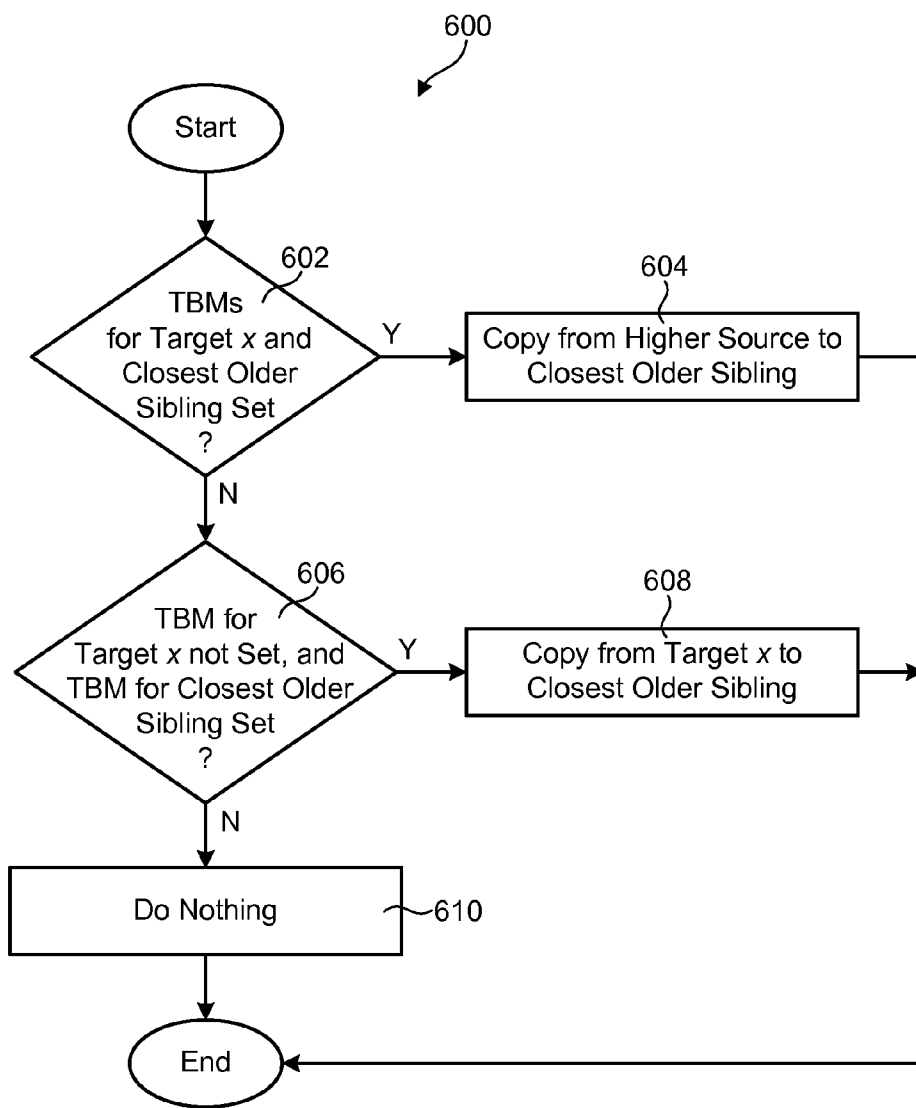 600
Start
602
TBMs
for Target x and
Closest Older
Sibling Set
?
Y
604
Copy from Higher Source to
Closest Older Sibling
N
606
TBM for
Target x not Set, and
TBM for Closest Older
Sibling Set
?
Y
608
Copy from Target x to
Closest Older Sibling
N
Do Nothing
610
End